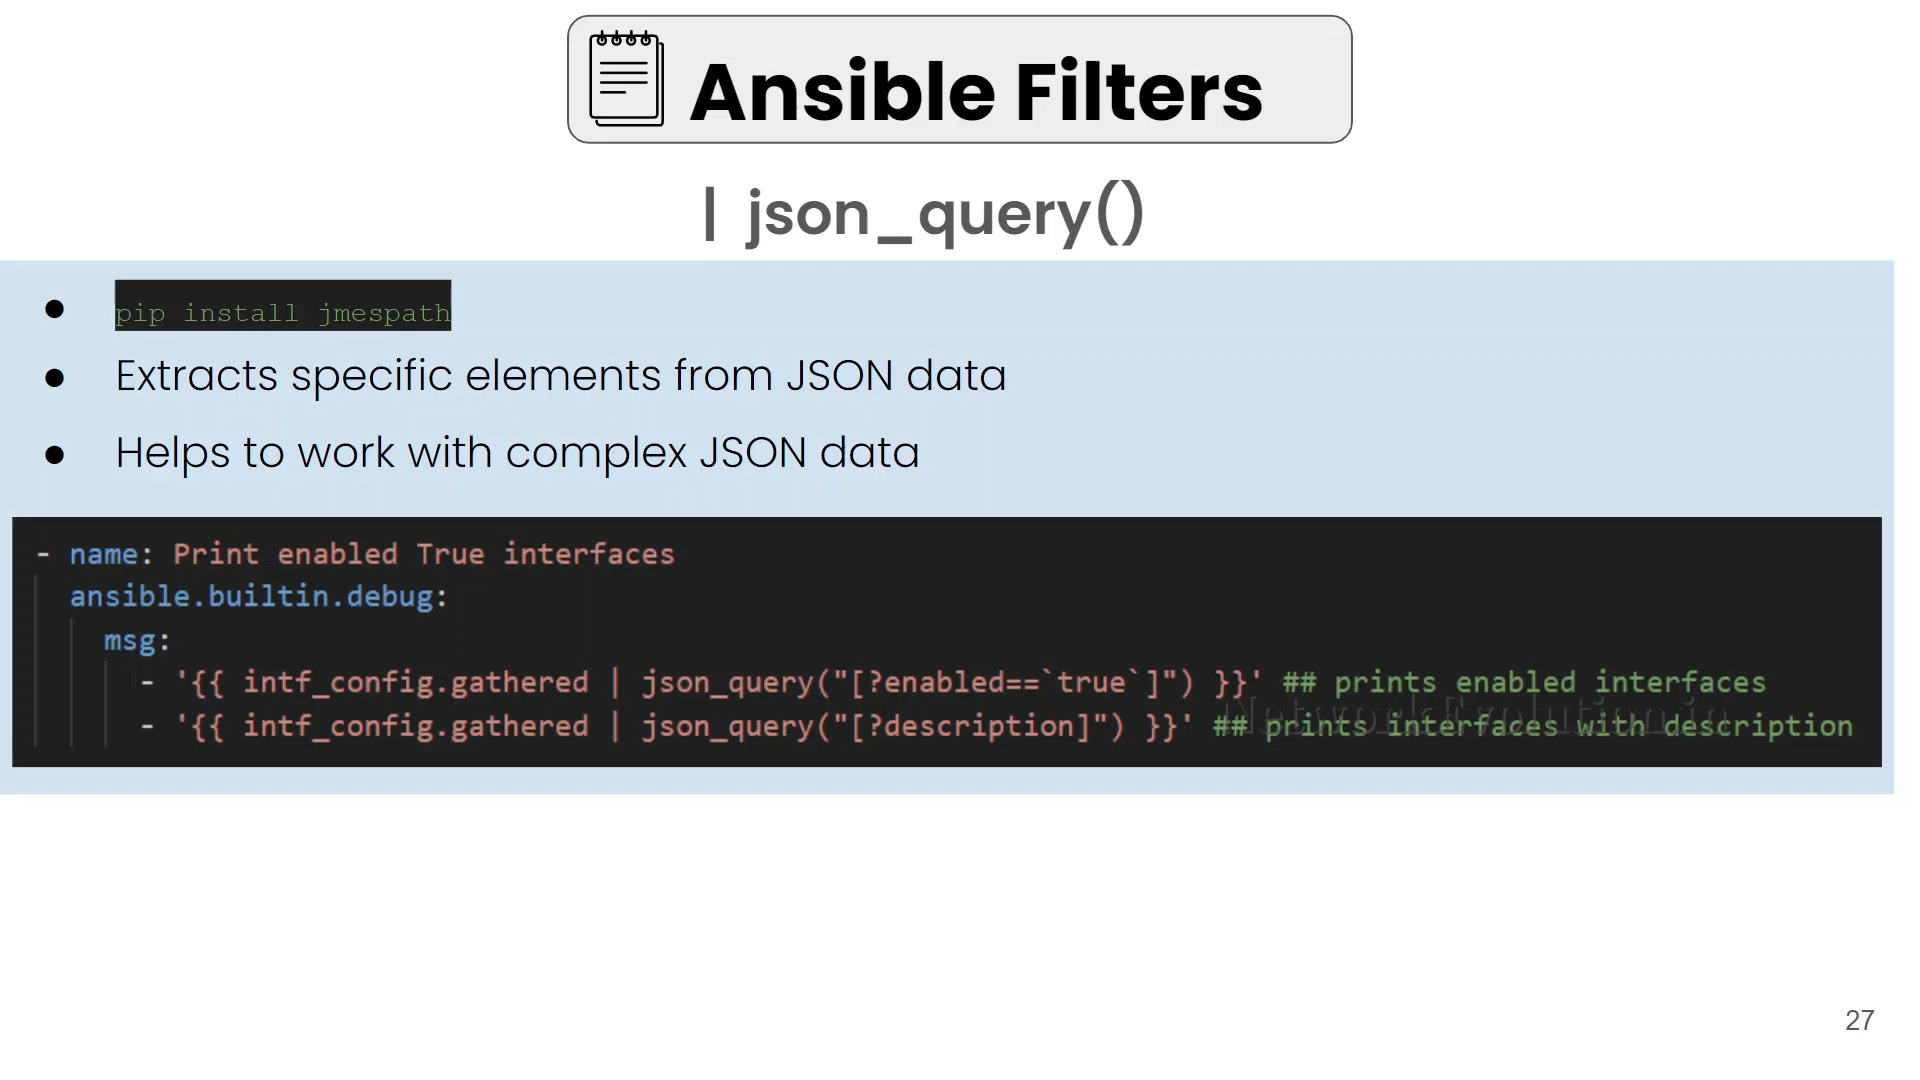 Ansible Filters
| json_query()
● pip install jmespath
● Extracts specific elements from JSON data
● Helps to work with complex JSON data
- name: Print enabled True interfaces
ansible.builtin.debug:
msg:
- '{{ intf_config.gathered | json_query("[?enabled==`true`]") }}' ## prints enabled interfaces
- '{{ intf_config.gathered | json_query("[?description]") }}' ## prints interfaces with description
NetworkEvolution.in
27